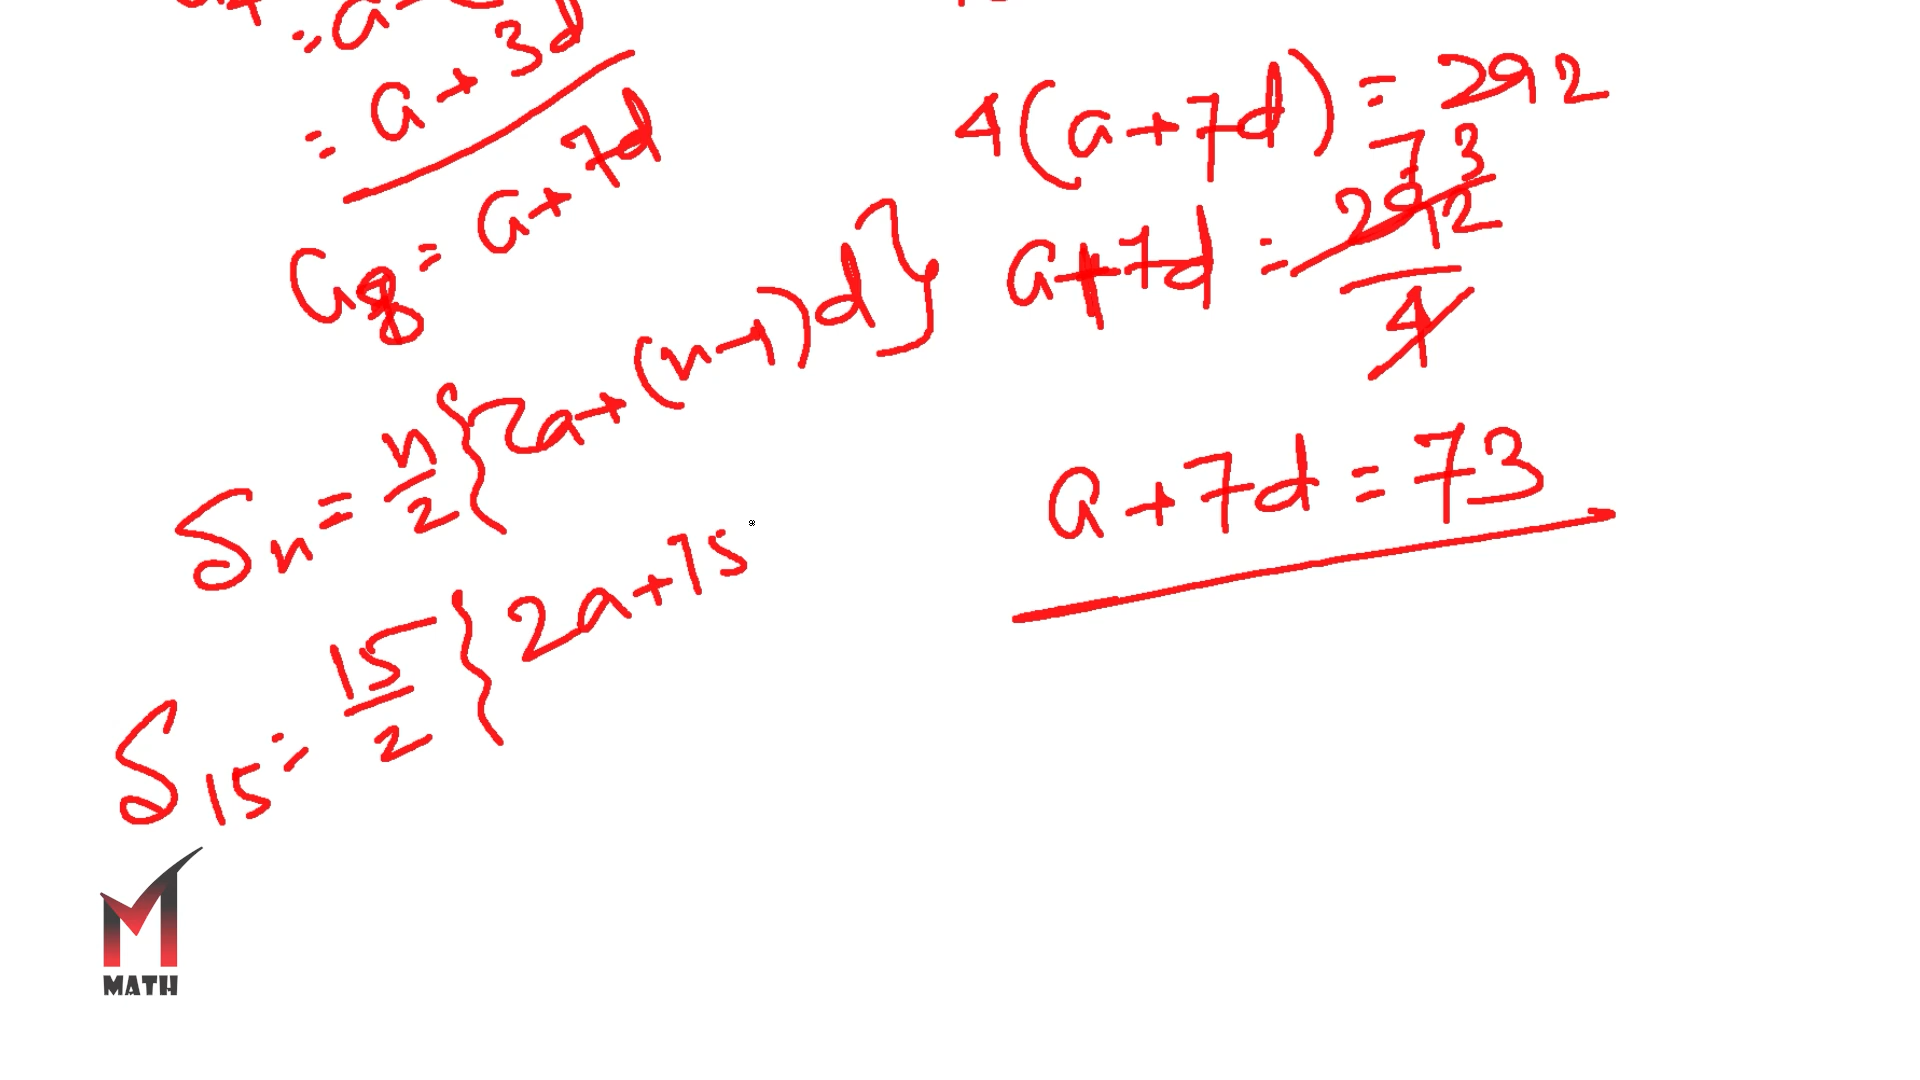 = a + 3d
a8 = a + 7d
Sn = n/2 {2a + (n-1)d}
S15 = 15/2 {2a + 15
4(a + 7d) = 292
73
a + 7d = 292/4
a + 7d = 73
MATH